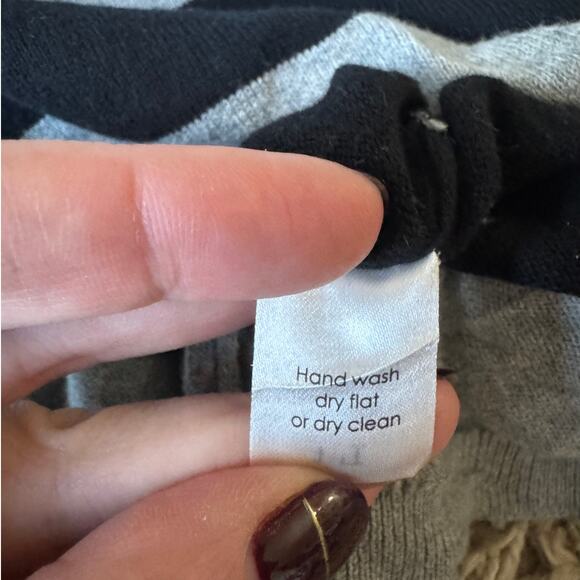 Hand wash
dry flat
or dry clean